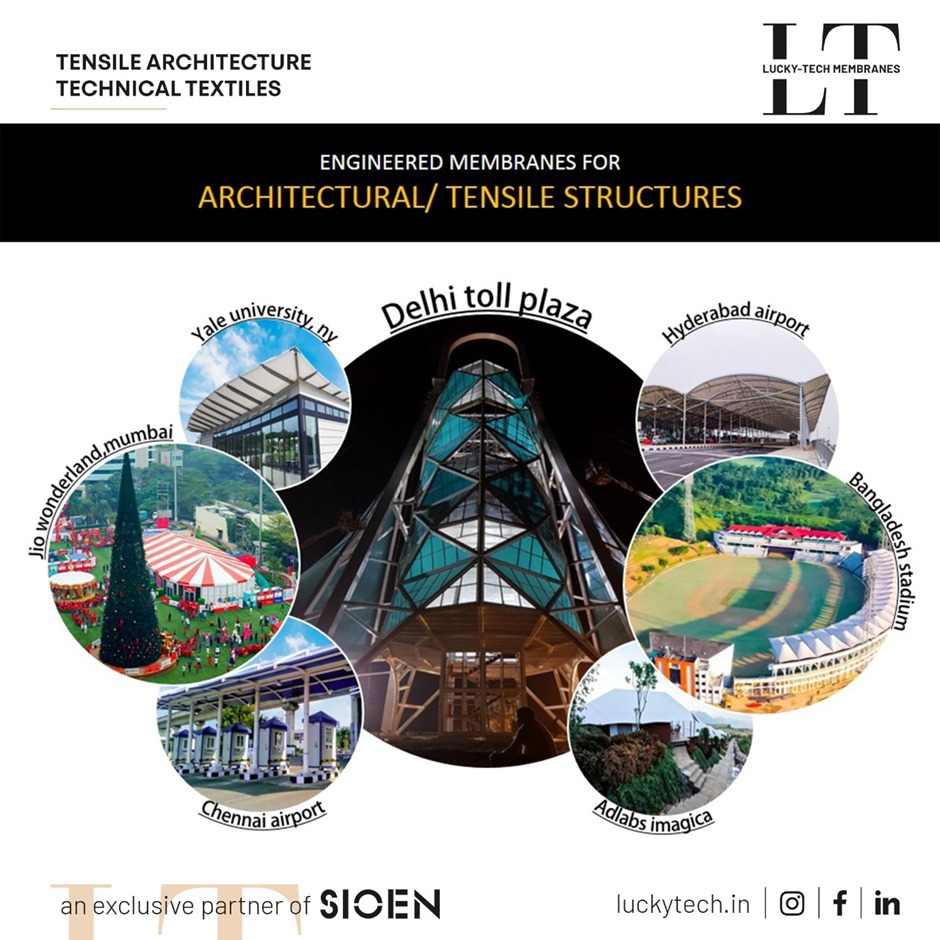 TENSILE ARCHITECTURE
TECHNICAL TEXTILES
LT
LUCKY-TECH MEMBRANES
ENGINEERED MEMBRANES FOR
ARCHITECTURAL/ TENSILE STRUCTURES
Yale university, ny
Delhi toll plaza
Hyderabad airport
Jio wonderland,mumbai
Bangladesh stadium
Chennai airport
Adlabs imagica
LT
an exclusive partner of SIOEN
luckytech.in